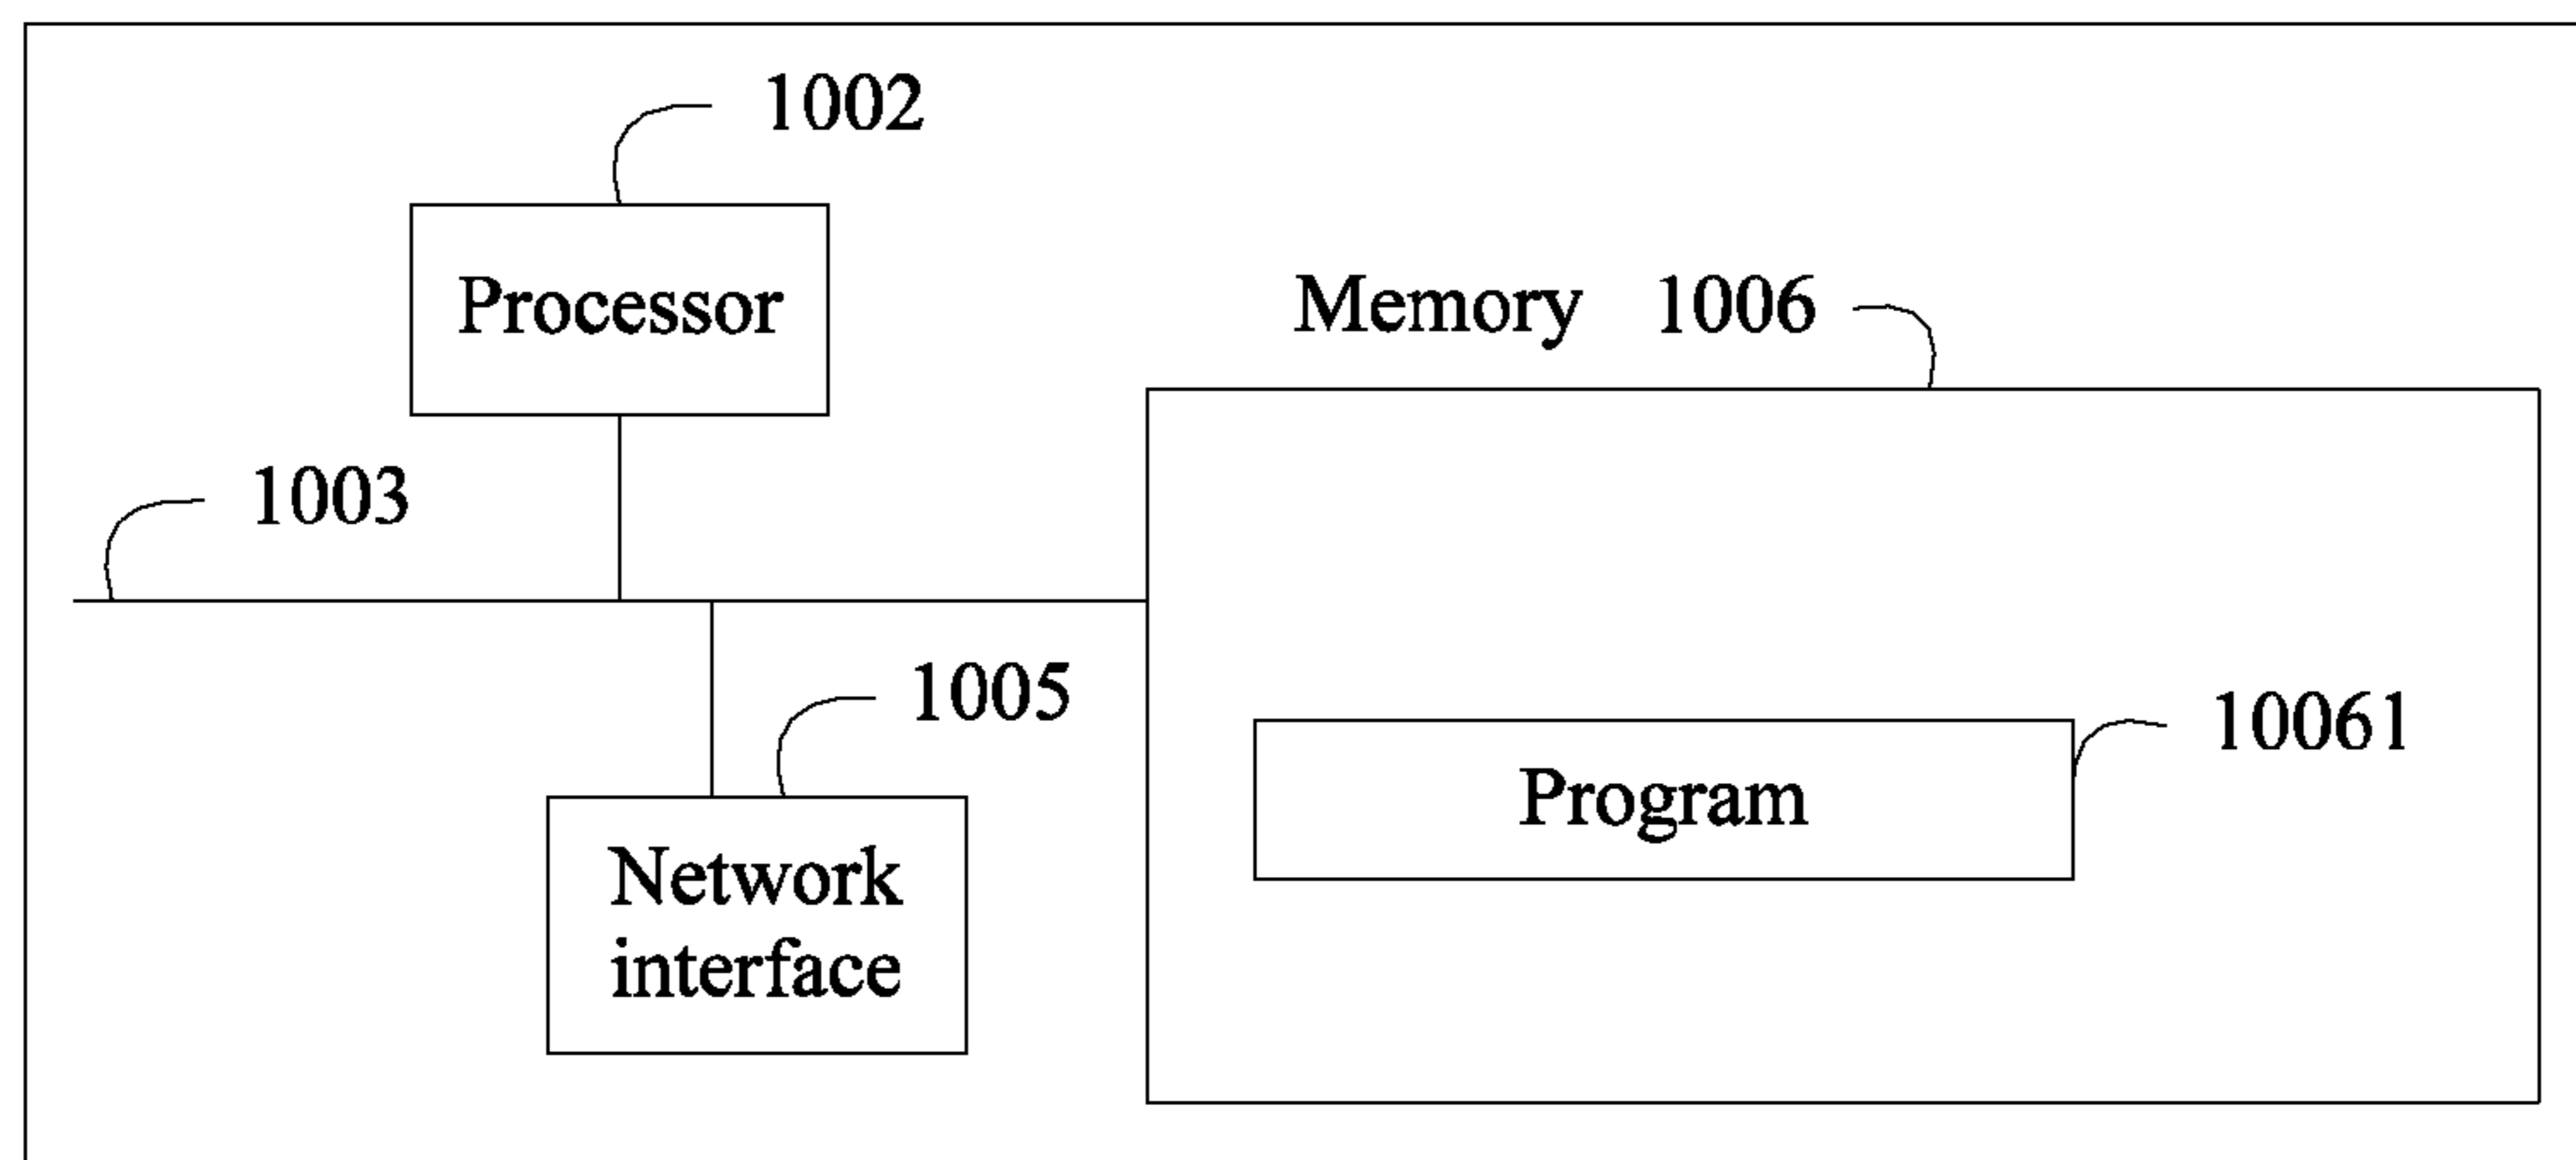 1002
Processor
Memory 1006
1003
1005
10061
Program
Network
interface